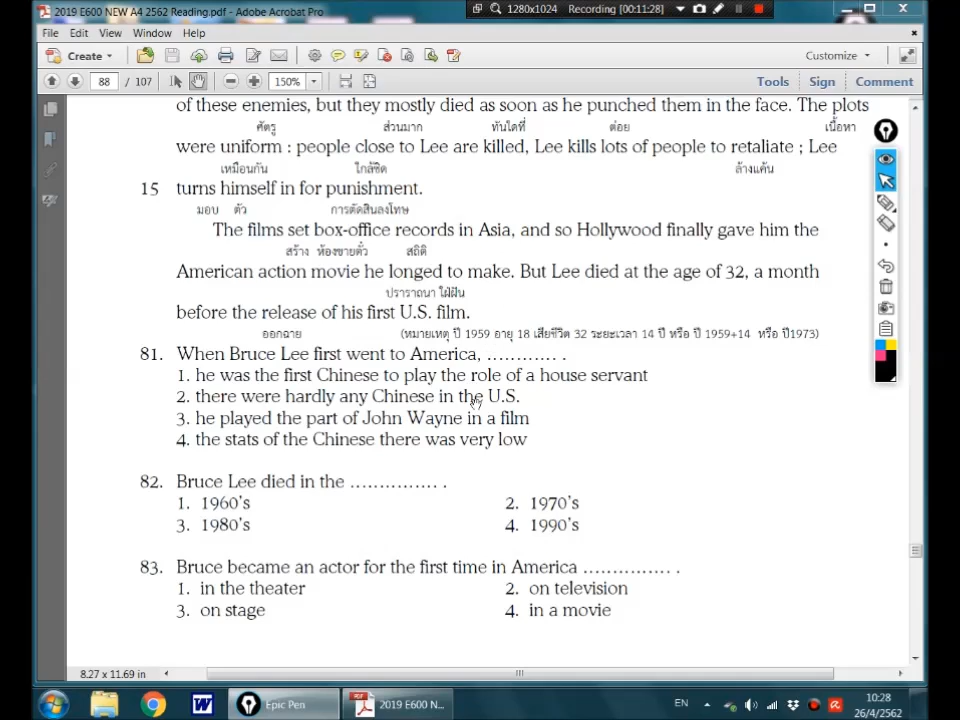 2019 E600 NEW A4 2562 Reading.pdf - Adobe Acrobat Pro
1280x1024 Recording [00:11:28]
File Edit View Window Help
Create Customize
88 / 107 150% Tools Sign Comment
of these enemies, but they mostly died as soon as he punched them in the face. The plots
ศัตรู ส่วนมาก ทันใดที่ ต่อย เนื้อหา
were uniform : people close to Lee are killed, Lee kills lots of people to retaliate ; Lee
เหมือนกัน ใกล้ชิด ล้างแค้น
15 turns himself in for punishment.
มอบ ตัว การตัดสินลงโทษ
The films set box-office records in Asia, and so Hollywood finally gave him the
สร้าง ห้องขายตั๋ว สถิติ
American action movie he longed to make. But Lee died at the age of 32, a month
ปรารถนา ใฝ่ฝัน
before the release of his first U.S. film.
ออกฉาย (หมายเหตุ ปี 1959 อายุ 18 เสียชีวิต 32 ระยะเวลา 14 ปี หรือ ปี 1959+14 หรือ ปี1973)
81. When Bruce Lee first went to America, ............ .
1. he was the first Chinese to play the role of a house servant
2. there were hardly any Chinese in the U.S.
3. he played the part of John Wayne in a film
4. the stats of the Chinese there was very low
82. Bruce Lee died in the ............... .
1. 1960's 2. 1970's
3. 1980's 4. 1990's
83. Bruce became an actor for the first time in America ............... .
1. in the theater 2. on television
3. on stage 4. in a movie
8.27 x 11.69 in
Epic Pen 2019 E600 N... EN 10:28
26/4/2562